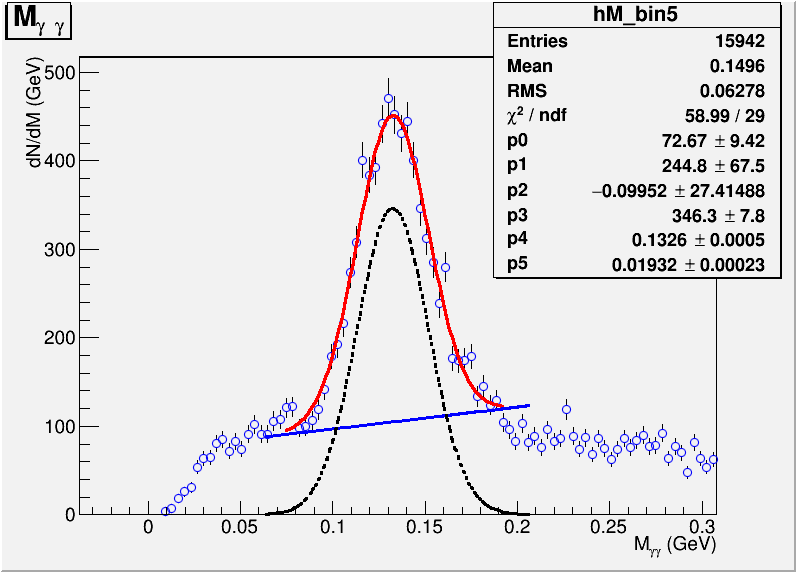 M γ γ
hM_bin5
Entries 15942
Mean 0.1496
RMS 0.06278
χ² / ndf 58.99 / 29
p0 72.67 ± 9.42
p1 244.8 ± 67.5
p2 −0.09952 ± 27.41488
p3 346.3 ± 7.8
p4 0.1326 ± 0.0005
p5 0.01932 ± 0.00023
dN/dM (GeV)
500
400
300
200
100
0
0 0.05 0.1 0.15 0.2 0.25 0.3
Mγγ (GeV)